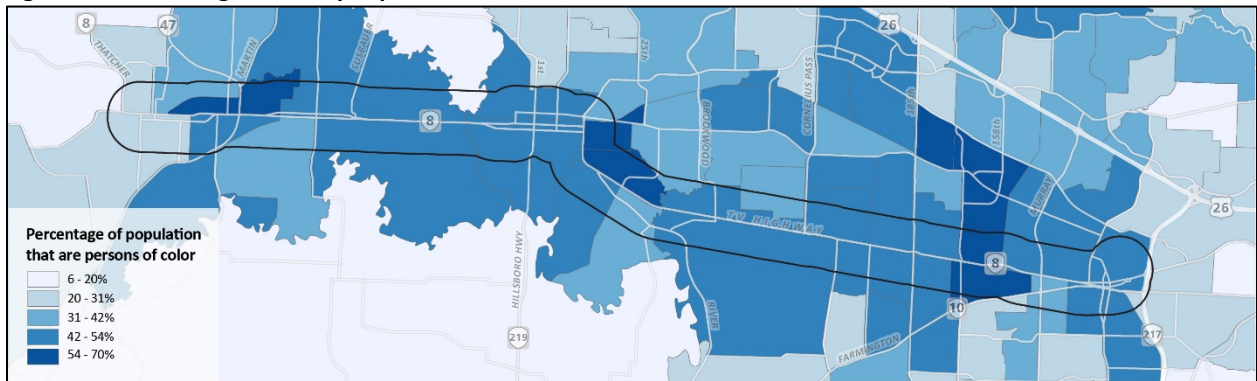 8
47
THATCHER
MARTIN
SUSBAUER
1st
25th
BROOKWOOD
CORNELIUS PASS
185th
158th
MURRAY
26
26
8
TV HIGHWAY
8
10
217
HILLSBORO HWY
219
RIVER
FARMINGTON
Percentage of population
that are persons of color
6 - 20%
20 - 31%
31 - 42%
42 - 54%
54 - 70%